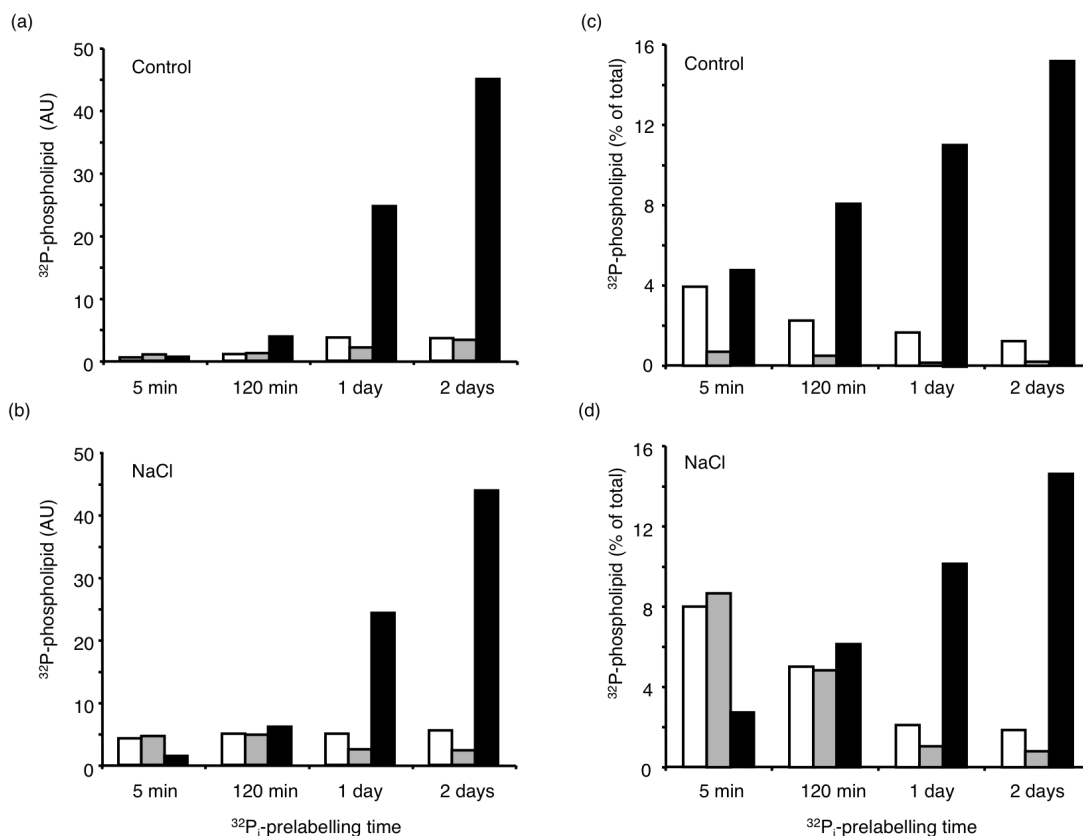 (a)
Control
³²P-phospholipid (AU)
50
40
30
20
10
0
5 min 120 min 1 day 2 days
(c)
Control
³²P-phospholipid (% of total)
16
12
8
4
0
5 min 120 min 1 day 2 days
(b)
NaCl
³²P-phospholipid (AU)
50
40
30
20
10
0
5 min 120 min 1 day 2 days
³²Pᵢ-prelabelling time
(d)
NaCl
³²P-phospholipid (% of total)
16
12
8
4
0
5 min 120 min 1 day 2 days
³²Pᵢ-prelabelling time